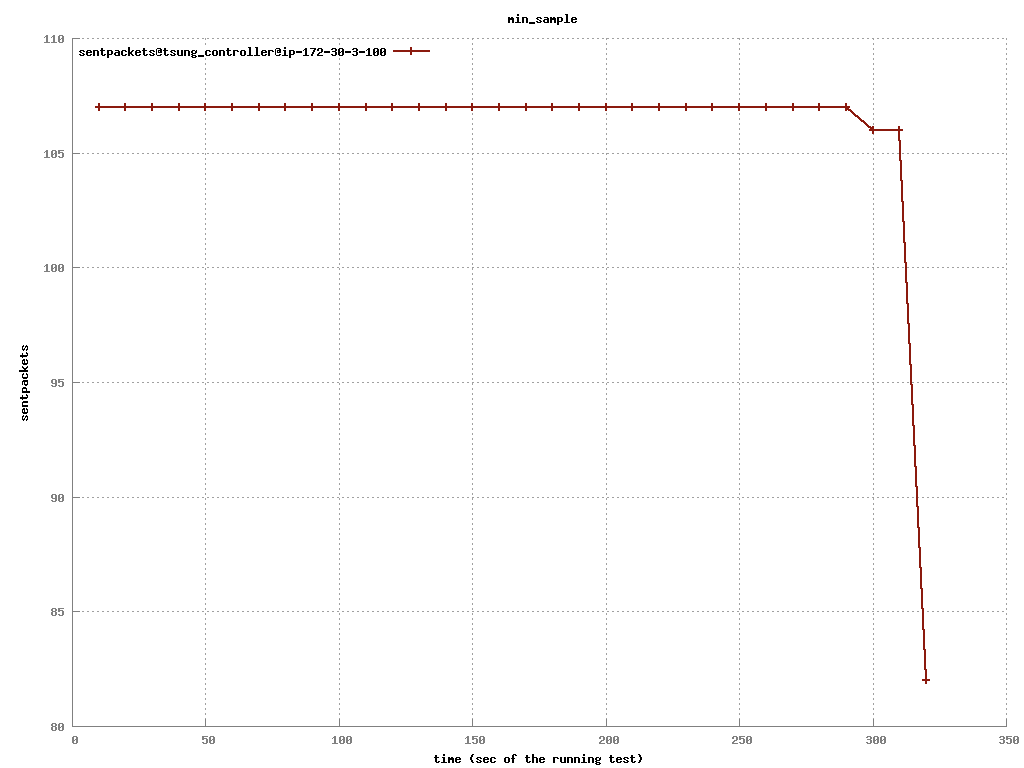 min_sample
sentpackets@tsung_controller@ip-172-30-3-100
110
105
100
95
90
85
80
sentpackets
0 50 100 150 200 250 300 350
time (sec of the running test)